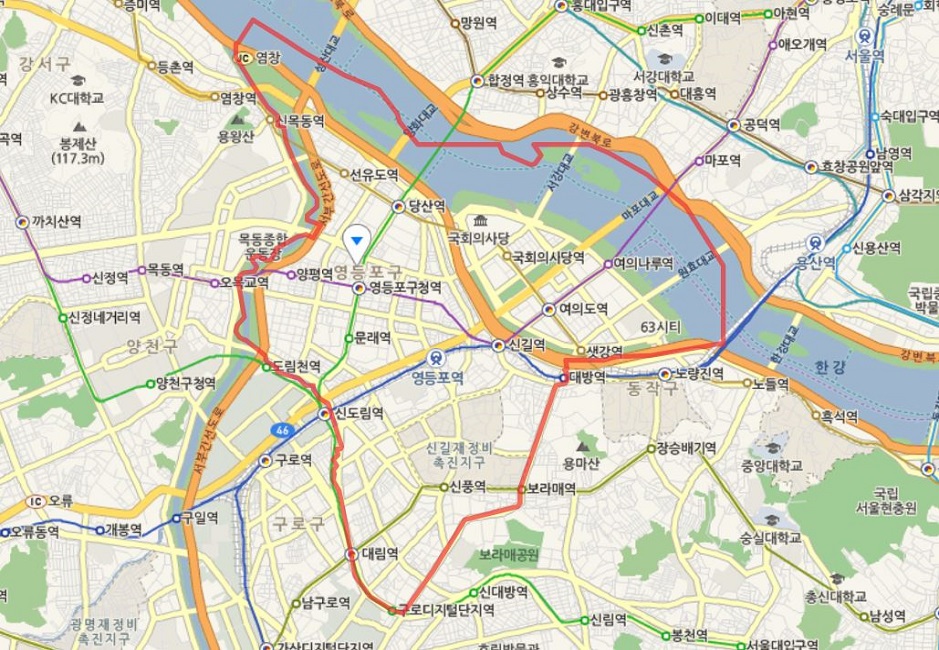 증미역
망원역
홍대입구역
이대역
아현역
신촌역
숙대입구역
애오개역
서울역
강서구
등촌역
JC 염창
성산대교
강변북로
합정역
홍익대학교
서강대학교
KC대학교
염창역
상수역
광흥창역
대흥역
공덕역
신목동역
용왕산
양화대교
봉제산
(117.3m)
강변북로
마포역
효창공원앞역
남영역
서강대교
선유도역
까치산역
당산역
마포대교
국회의사당
목동종합
운동장
국회의사당역
여의나루역
원효대교
용산역
신용산역
신정역
목동역
오목교역
양평역
영등포구
영등포구청역
여의도역
63시티
신정네거리역
문래역
양천구
신길역
샛강역
한강대교
한강
강변북로
영등포역
도림천역
양천구청역
대방역
노량진역
동작구
노들역
흑석역
신도림역
46
서부간선도로
구로역
신길재정비
촉진지구
용마산
장승배기역
중앙대학교
신풍역
보라매역
국립
서울현충원
IC 오류
오류동역
개봉역
구일역
구로구
숭실대학교
대림역
보라매공원
신대방역
총신대학교
남구로역
구로디지털단지역
신림역
남성역
광명재정비
촉진지구
봉천역
가산디지털단지역
서울대입구역